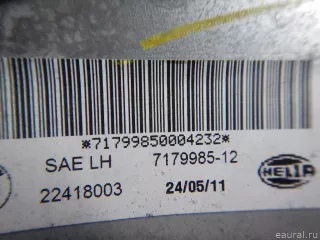 *71799850004232*
SAE LH 7179985-12
22418003 24/05/11 HELLA
eaural.ru